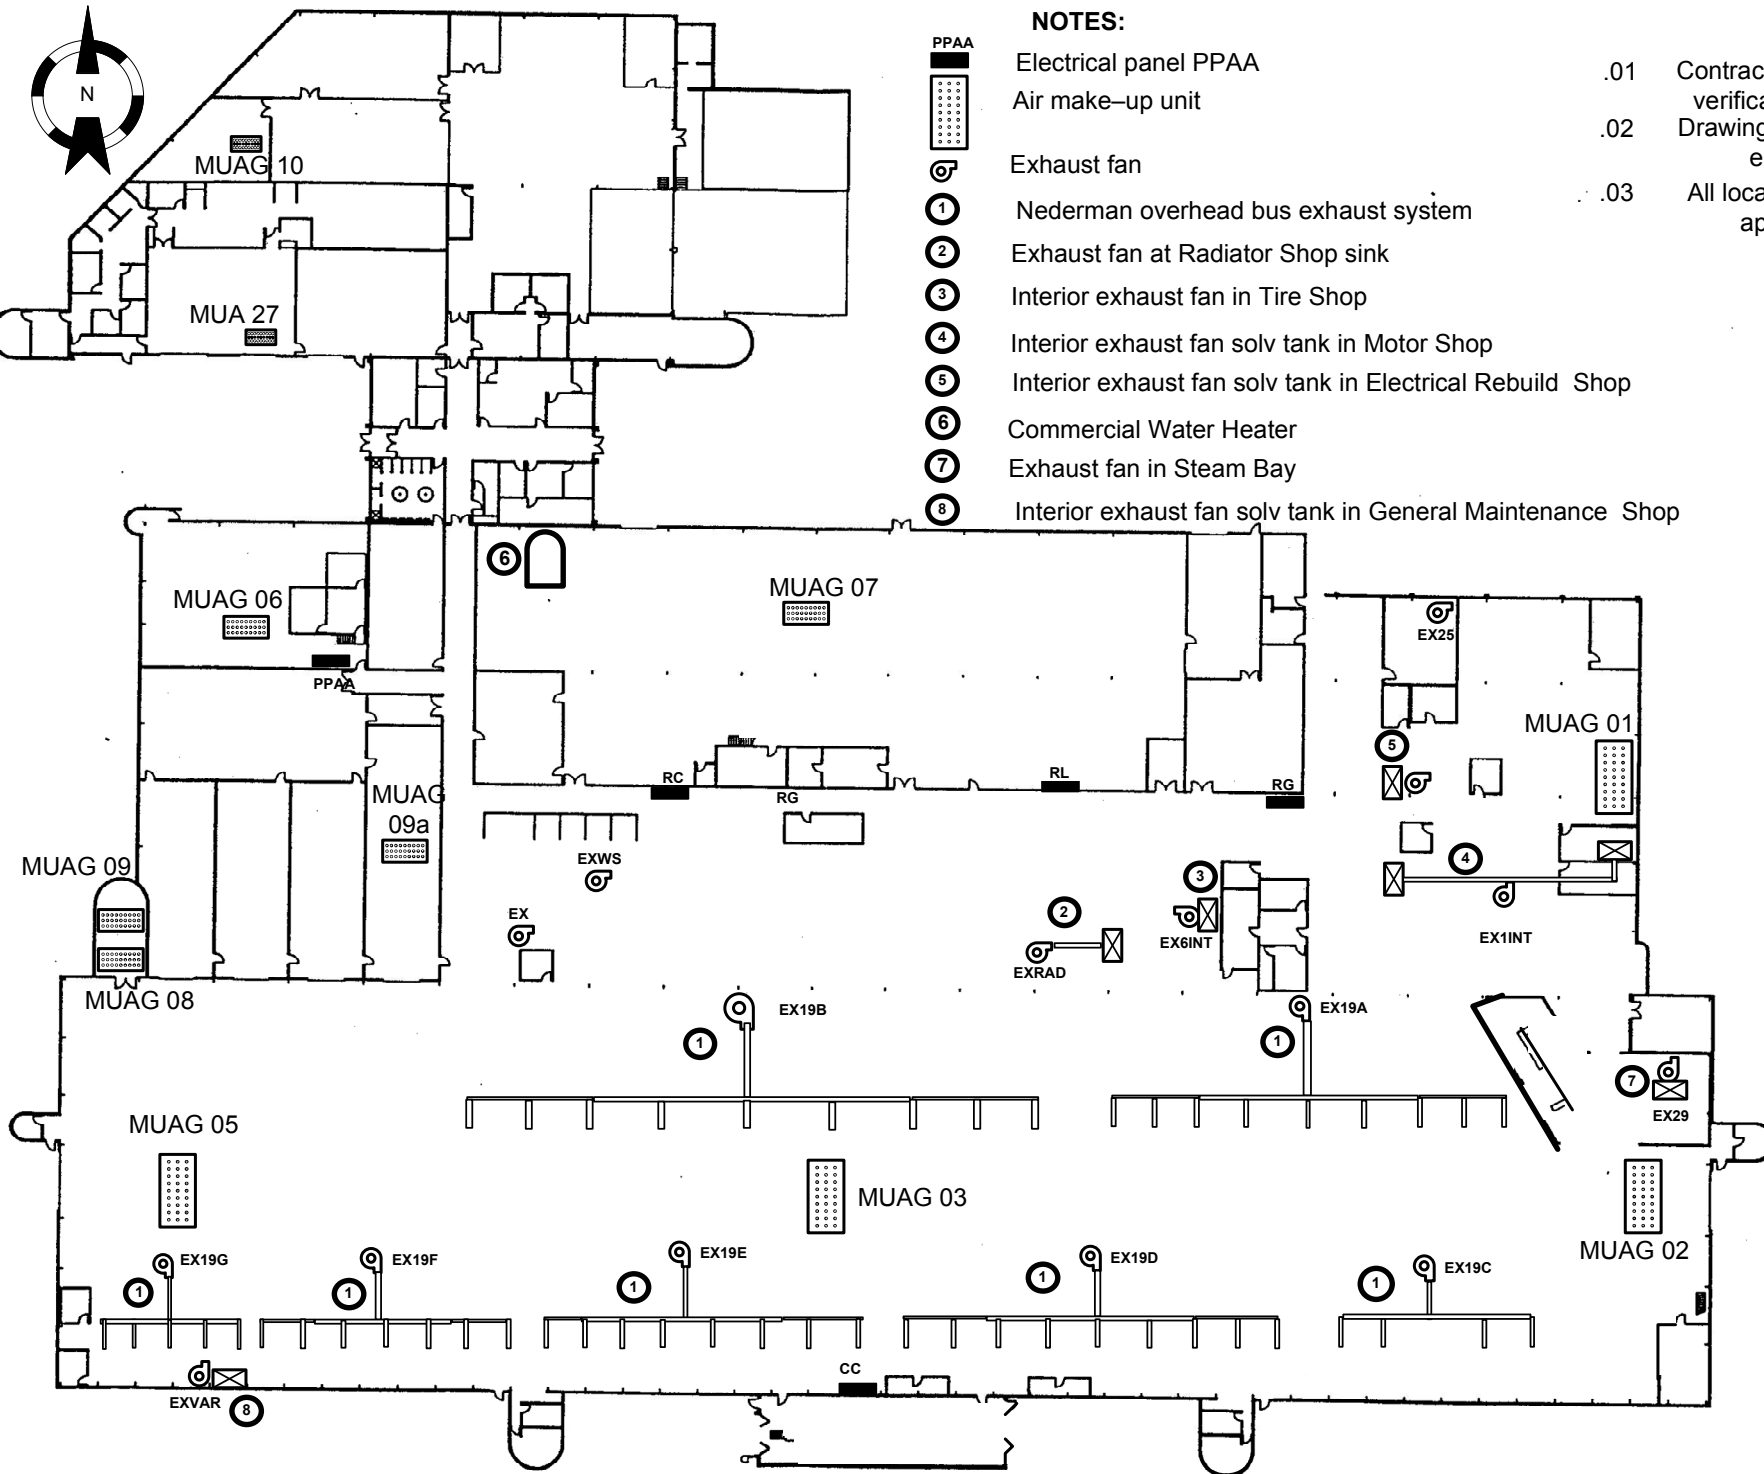 NOTES:
PPAA
Electrical panel PPAA
Air make–up unit
Exhaust fan
1 Nederman overhead bus exhaust system
2 Exhaust fan at Radiator Shop sink
3 Interior exhaust fan in Tire Shop
4 Interior exhaust fan solv tank in Motor Shop
5 Interior exhaust fan solv tank in Electrical Rebuild Shop
6 Commercial Water Heater
7 Exhaust fan in Steam Bay
8 Interior exhaust fan solv tank in General Maintenance Shop
.01 Contrac
verifica
.02 Drawing
e
.03 All loca
ap
N
MUAG 10
MUA 27
6
MUAG 06
MUAG 07
PPAA
EX25
MUAG 01
5
RC
RG
RL
RG
MUAG
09a
EXWS
MUAG 09
MUAG 08
EX
4
3
2
EX6INT
EXRAD
EX1INT
EX19B
1
EX19A
1
7
EX29
MUAG 05
MUAG 03
MUAG 02
EX19G
1
EX19F
1
EX19E
1
EX19D
1
EX19C
1
CC
EXVAR
8